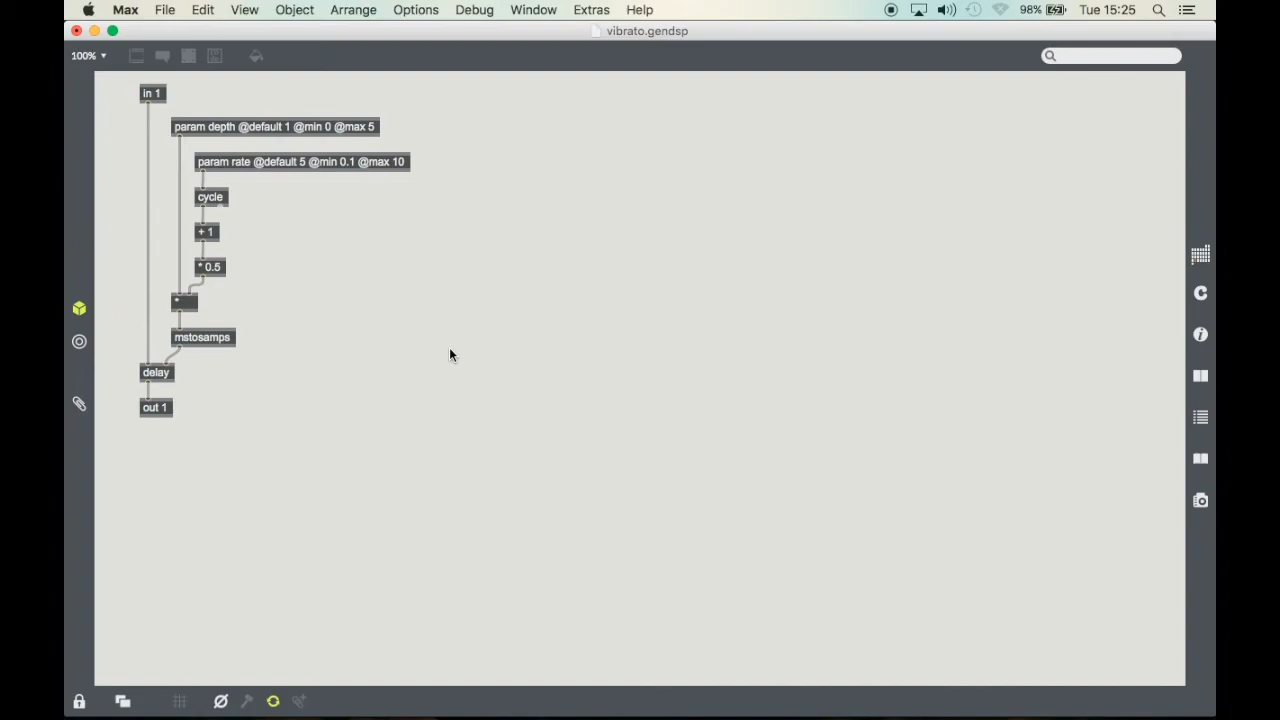 Max File Edit View Object Arrange Options Debug Window Extras Help 98% Tue 15:25
vibrato.gendsp
100%
in 1
param depth @default 1 @min 0 @max 5
param rate @default 5 @min 0.1 @max 10
cycle
+ 1
* 0.5
*
mstosamps
delay
out 1